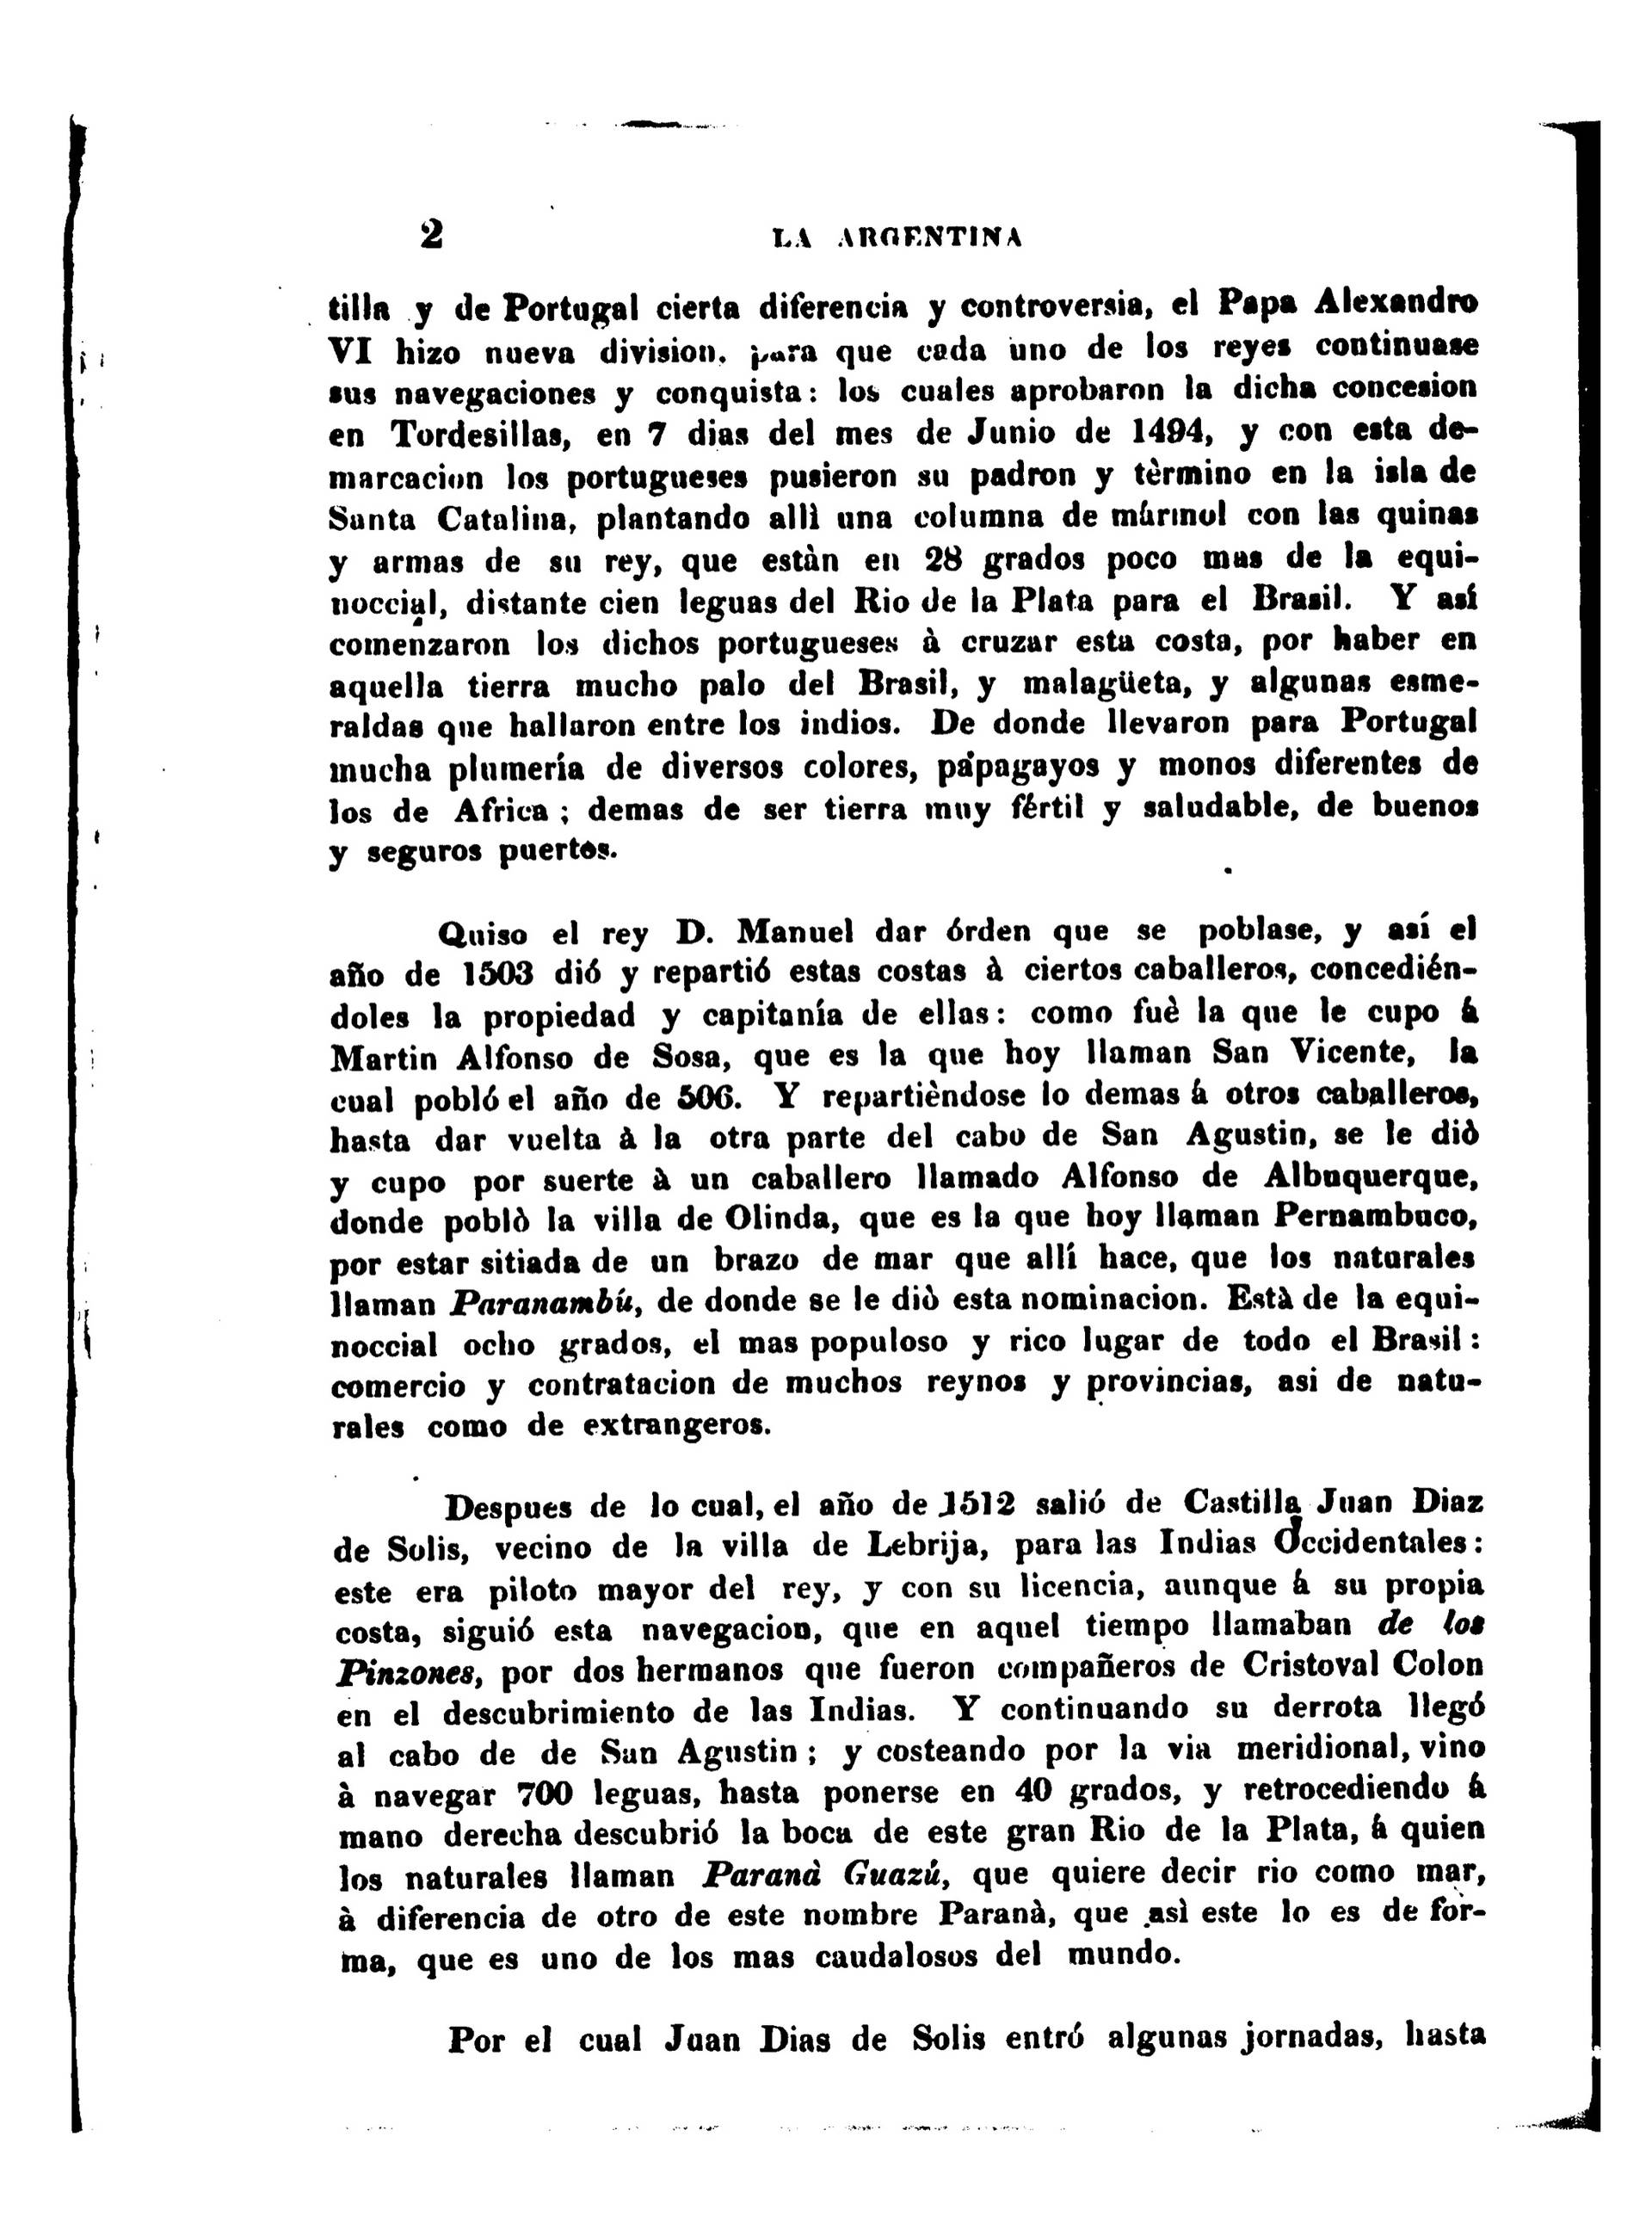 2 LA ARGENTINA
tilla y de Portugal cierta diferencia y controversia, el Papa Alexandro
VI hizo nueva division, para que cada uno de los reyes continuase
sus navegaciones y conquista: los cuales aprobaron la dicha concesion
en Tordesillas, en 7 dias del mes de Junio de 1494, y con esta de-
marcacion los portugueses pusieron su padron y tèrmino en la isla de
Santa Catalina, plantando allì una columna de mármol con las quinas
y armas de su rey, que estàn en 28 grados poco mas de la equi-
noccial, distante cien leguas del Rio de la Plata para el Brasil. Y así
comenzaron los dichos portugueses à cruzar esta costa, por haber en
aquella tierra mucho palo del Brasil, y malagüeta, y algunas esme-
raldas que hallaron entre los indios. De donde llevaron para Portugal
mucha plumería de diversos colores, papagayos y monos diferentes de
los de Africa; demas de ser tierra muy fértil y saludable, de buenos
y seguros puertos.
Quiso el rey D. Manuel dar órden que se poblase, y así el
año de 1503 dió y repartió estas costas à ciertos caballeros, concedién-
doles la propiedad y capitanía de ellas: como fuè la que le cupo á
Martin Alfonso de Sosa, que es la que hoy llaman San Vicente, la
cual pobló el año de 506. Y repartièndose lo demas á otros caballeros,
hasta dar vuelta à la otra parte del cabo de San Agustin, se le diò
y cupo por suerte à un caballero llamado Alfonso de Albuquerque,
donde poblò la villa de Olinda, que es la que hoy llaman Pernambuco,
por estar sitiada de un brazo de mar que allí hace, que los naturales
llaman Paranambú, de donde se le diò esta nominacion. Està de la equi-
noccial ocho grados, el mas populoso y rico lugar de todo el Brasil:
comercio y contratacion de muchos reynos y provincias, asi de natu-
rales como de extrangeros.
Despues de lo cual, el año de 1512 salió de Castilla Juan Diaz
de Solis, vecino de la villa de Lebrija, para las Indias Occidentales:
este era piloto mayor del rey, y con su licencia, aunque á su propia
costa, siguió esta navegacion, que en aquel tiempo llamaban de los
Pinzones, por dos hermanos que fueron compañeros de Cristoval Colon
en el descubrimiento de las Indias. Y continuando su derrota llegó
al cabo de de San Agustin; y costeando por la via meridional, vino
à navegar 700 leguas, hasta ponerse en 40 grados, y retrocediendo á
mano derecha descubrió la boca de este gran Rio de la Plata, á quien
los naturales llaman Paranà Guazú, que quiere decir rio como mar,
à diferencia de otro de este nombre Paranà, que asì este lo es de for-
ma, que es uno de los mas caudalosos del mundo.
Por el cual Juan Dias de Solis entró algunas jornadas, hasta